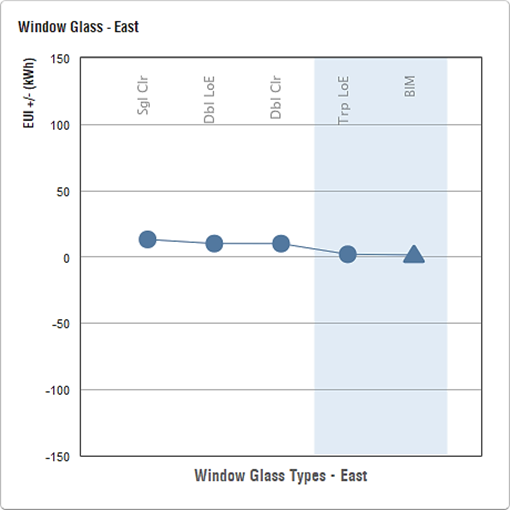 Window Glass - East
EUI +/- (kWh)
150
100
50
0
-50
-100
-150
Sgl Clr
Dbl LoE
Dbl Clr
Trp LoE
BIM
Window Glass Types - East